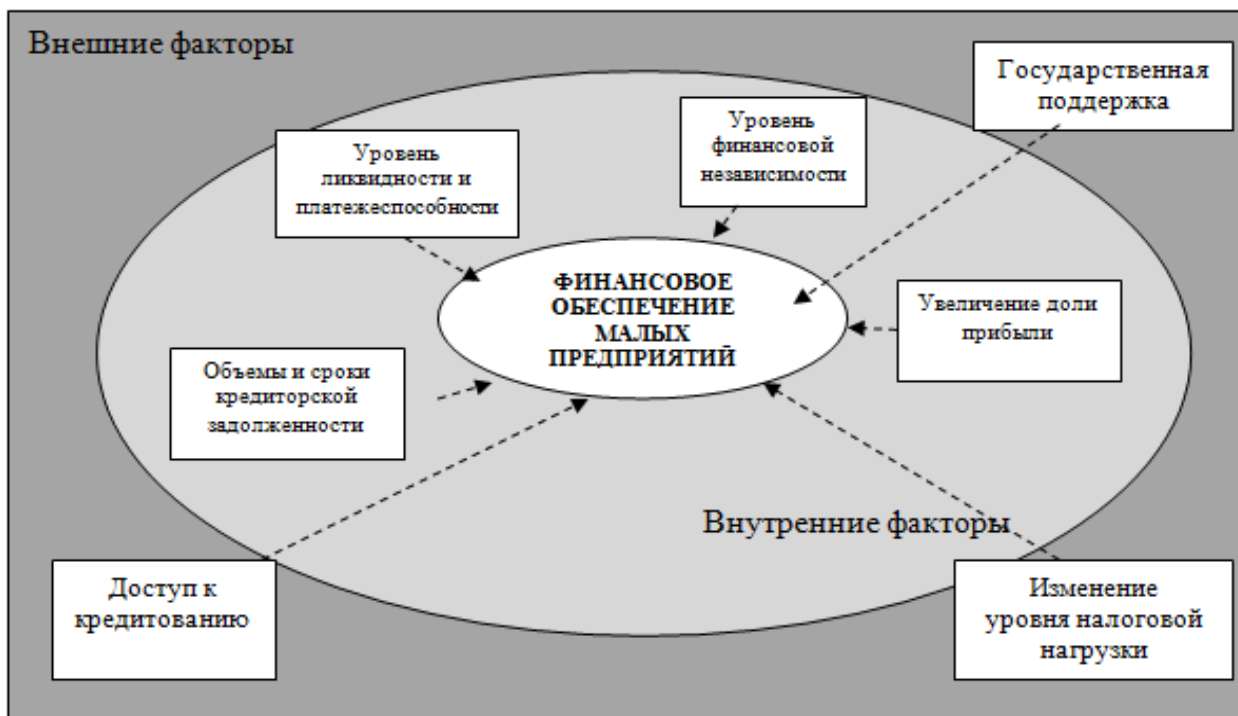 Внешние факторы
Государственная
поддержка
Уровень
финансовой
независимости
Уровень
ликвидности и
платежеспособности
ФИНАНСОВОЕ
ОБЕСПЕЧЕНИЕ
МАЛЫХ
ПРЕДПРИЯТИЙ
Увеличение доли
прибыли
Объемы и сроки
кредиторской
задолженности
Внутренние факторы
Доступ к
кредитованию
Изменение
уровня налоговой
нагрузки